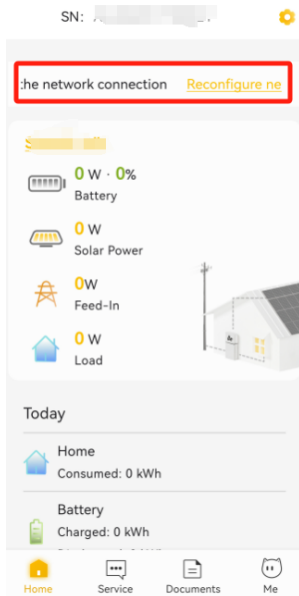 SN:
:he network connection Reconfigure ne
0 W · 0%
Battery
0 W
Solar Power
0W
Feed-In
0 W
Load
Today
Home
Consumed: 0 kWh
Battery
Charged: 0 kWh
Home Service Documents Me